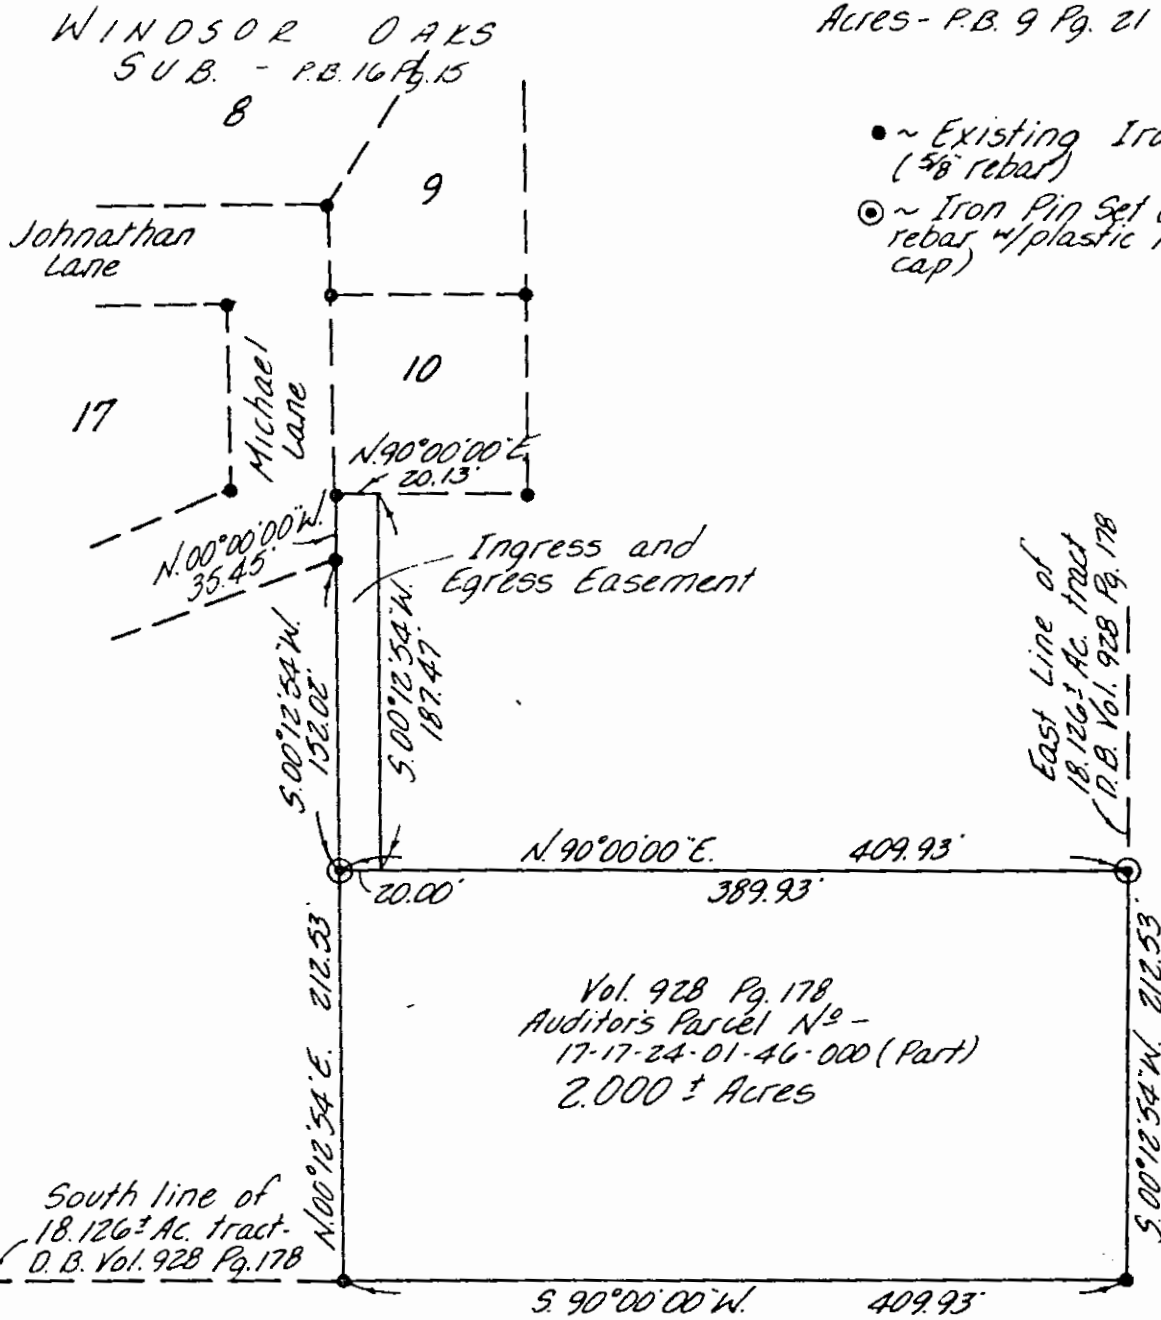 WINDSOR OAKS
SUB. - P.B. 16 Pg. 15
Acres - P.B. 9 Pg. 21
8
● ~ Existing
(5/8" rebar)
9
◉ ~ Iron Pin Set
rebar w/plastic
cap)
Johnathan
Lane
Michael
Lane
10
17
N.90°00'00"E.
20.13'
N.00°00'00"W.
35.45'
Ingress and
Egress Easement
S.00°12'54"W.
152.02'
S.00°12'54"W.
187.47'
East Line of
18.126± Ac. tract
D.B. Vol. 928 Pg. 178
N.90°00'00"E. 409.93'
20.00'
389.93'
N.00°12'54"E. 212.53'
S.00°12'54"W. 212.53'
Vol. 928 Pg. 178
Auditor's Parcel Nº -
17-17-24-01-46-000 (Part)
2.000 ± Acres
South line of
18.126± Ac. tract-
D.B. Vol. 928 Pg. 178
S.90°00'00"W. 409.93'